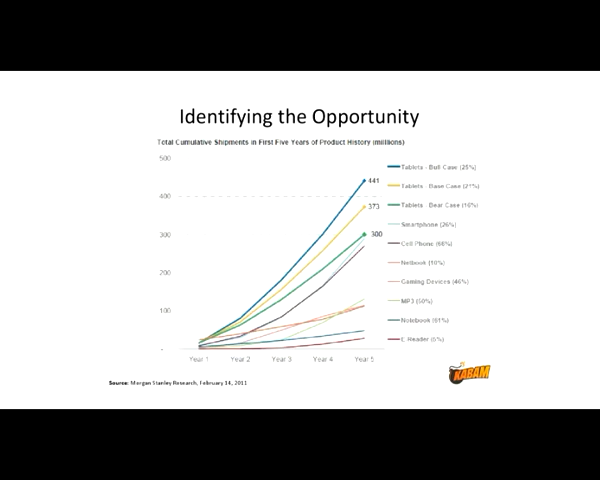 Identifying the Opportunity
Total Cumulative Shipments in First Five Years of Product History (millions)
500
400
300
200
100
-
441
373
300
Year 1 Year 2 Year 3 Year 4 Year 5
Tablets - Bull Case (25%)
Tablets - Base Case (21%)
Tablets - Bear Case (16%)
Smartphone (26%)
Cell Phone (68%)
Netbook (10%)
Gaming Devices (46%)
MP3 (50%)
Notebook (81%)
E Reader (6%)
Source: Morgan Stanley Research, February 14, 2011
KABAM